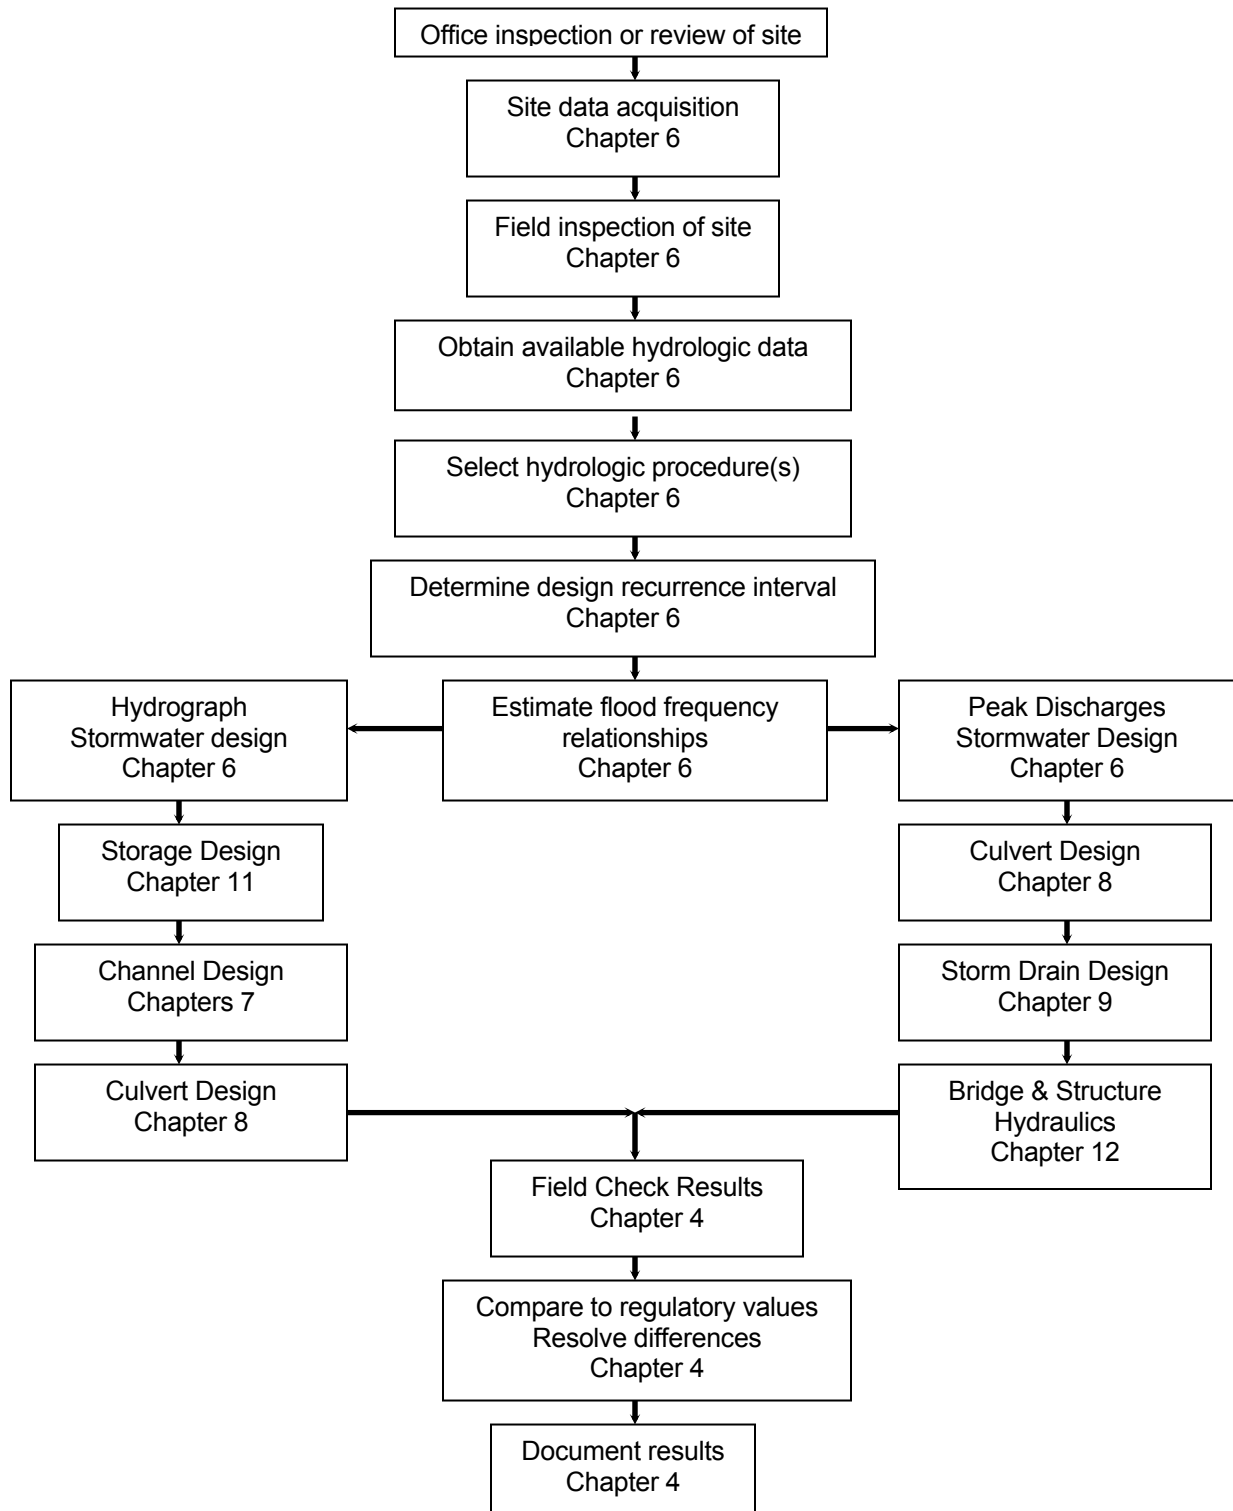 Office inspection or review of site
Site data acquisition
Chapter 6
Field inspection of site
Chapter 6
Obtain available hydrologic data
Chapter 6
Select hydrologic procedure(s)
Chapter 6
Determine design recurrence interval
Chapter 6
Hydrograph
Stormwater design
Chapter 6
Estimate flood frequency
relationships
Chapter 6
Peak Discharges
Stormwater Design
Chapter 6
Storage Design
Chapter 11
Channel Design
Chapters 7
Culvert Design
Chapter 8
Culvert Design
Chapter 8
Storm Drain Design
Chapter 9
Bridge & Structure
Hydraulics
Chapter 12
Field Check Results
Chapter 4
Compare to regulatory values
Resolve differences
Chapter 4
Document results
Chapter 4